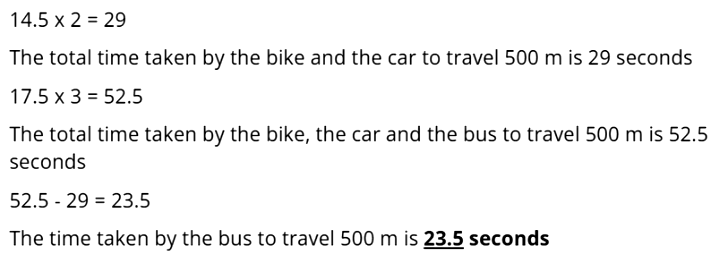 14.5 x 2 = 29
The total time taken by the bike and the car to travel 500 m is 29 seconds
17.5 x 3 = 52.5
The total time taken by the bike, the car and the bus to travel 500 m is 52.5
seconds
52.5 - 29 = 23.5
The time taken by the bus to travel 500 m is 23.5 seconds